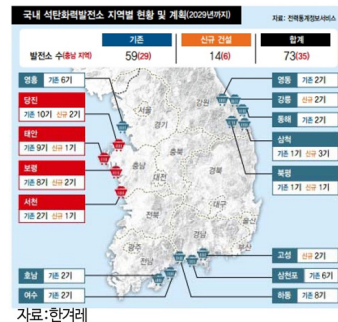 국내 석탄화력발전소 지역별 현황 및 계획(2029년까지)
자료: 전력통계정보서비스
기존
신규 건설
합계
발전소 수(충남 지역)
59(29)
14(6)
73(35)
영흥
기존 6기
당진
기존 10기 신규 2기
태안
기존 9기 신규 1기
보령
기존 8기 신규 2기
서천
기존 2기 신규 1기
호남
기존 2기
여수
기존 2기
영동
기존 2기
강릉
신규 2기
동해
기존 2기
삼척
기존 1기 신규 3기
북평
기존 1기 신규 1기
고성
신규 2기
삼천포
기존 6기
하동
기존 8기
서울
경기
강원
충북
충남
대전
경북
대구
전북
울산
경남
부산
광주
전남
자료:한겨레